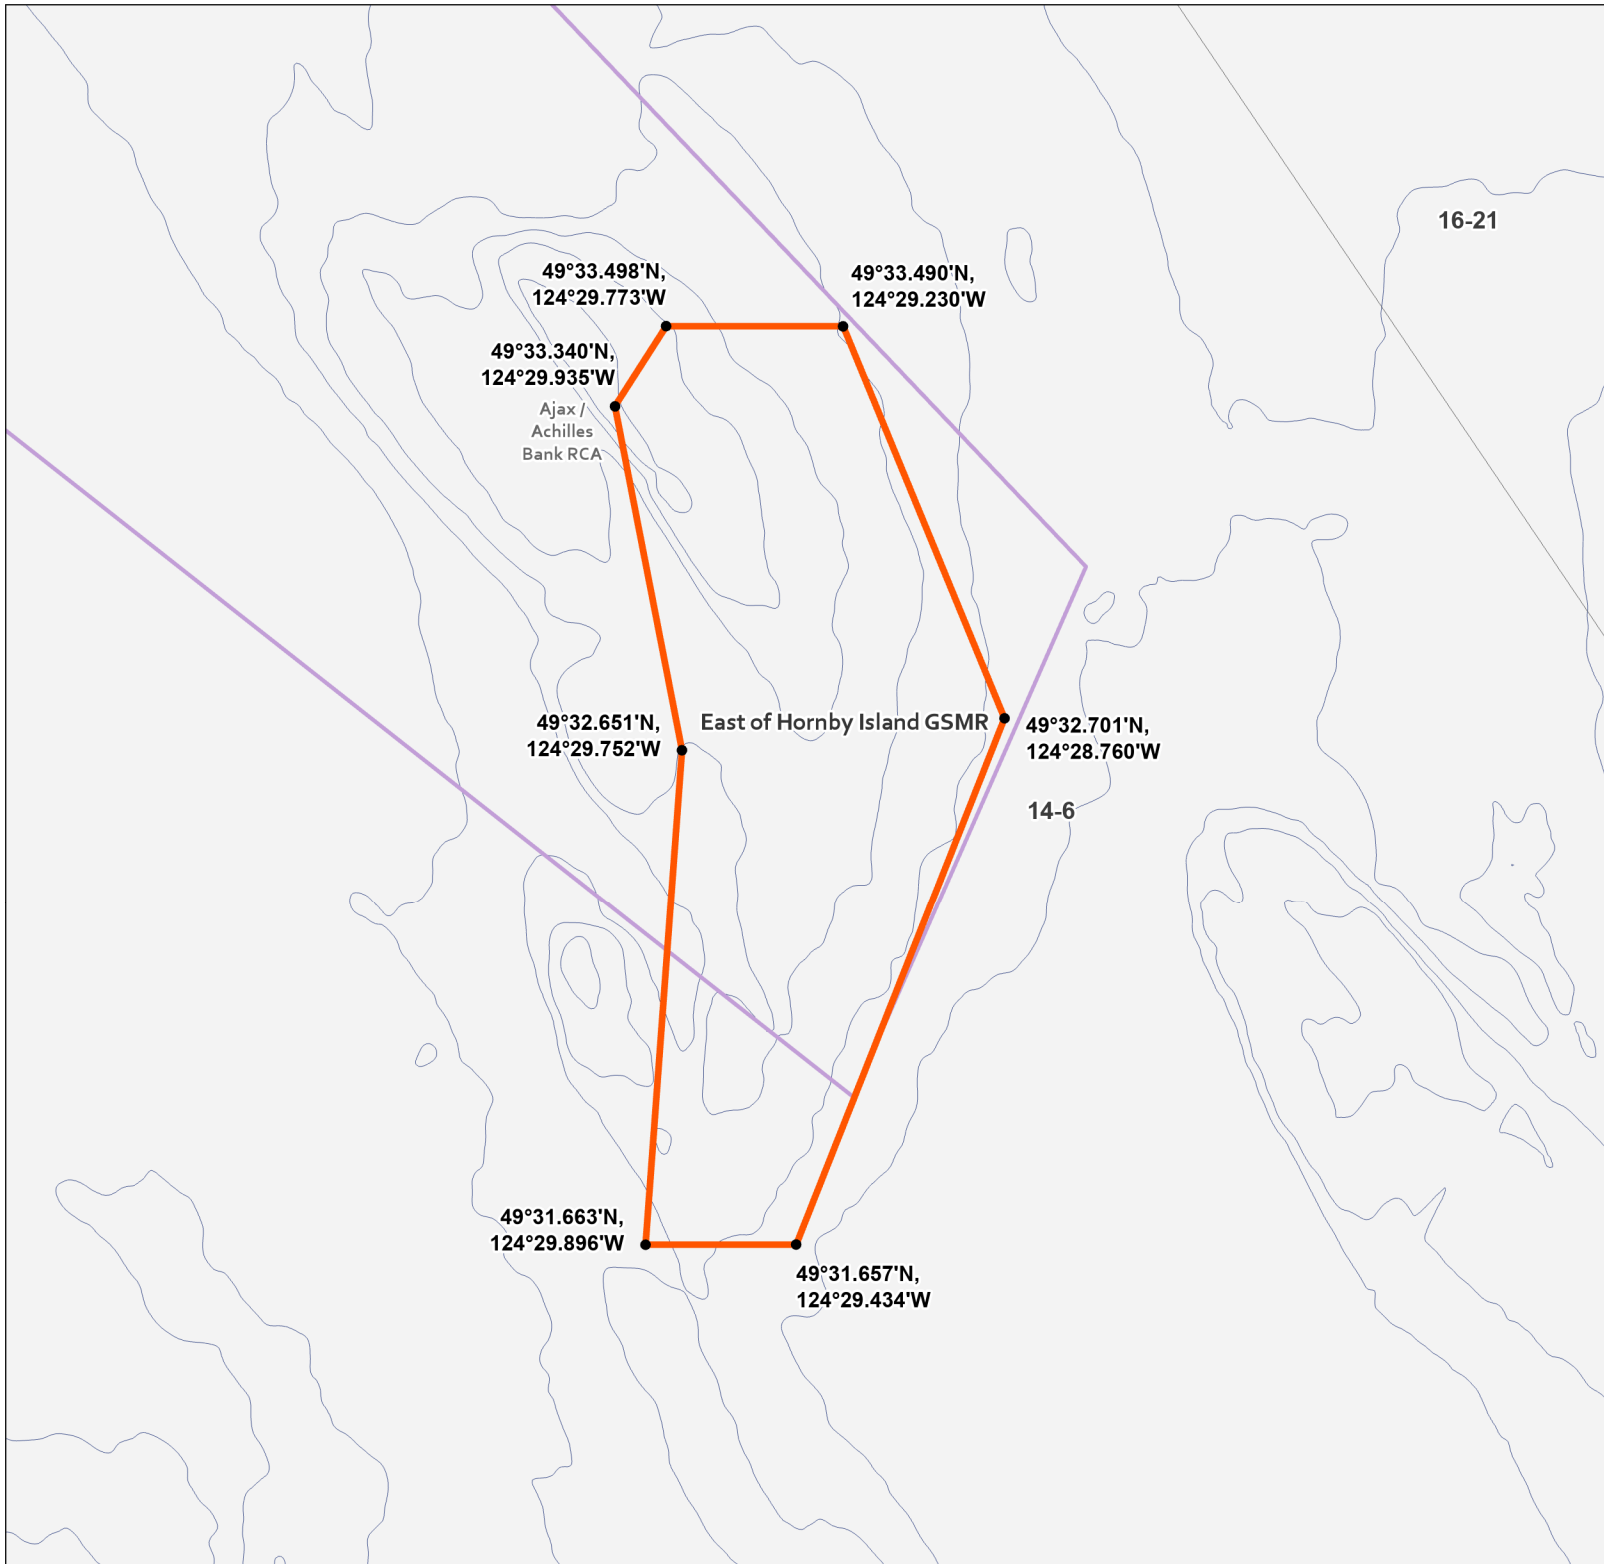 16-21
49°33.498'N,
124°29.773'W
49°33.490'N,
124°29.230'W
49°33.340'N,
124°29.935'W
Ajax /
Achilles
Bank RCA
49°32.651'N,
124°29.752'W
East of Hornby Island GSMR
49°32.701'N,
124°28.760'W
14-6
49°31.663'N,
124°29.896'W
49°31.657'N,
124°29.434'W